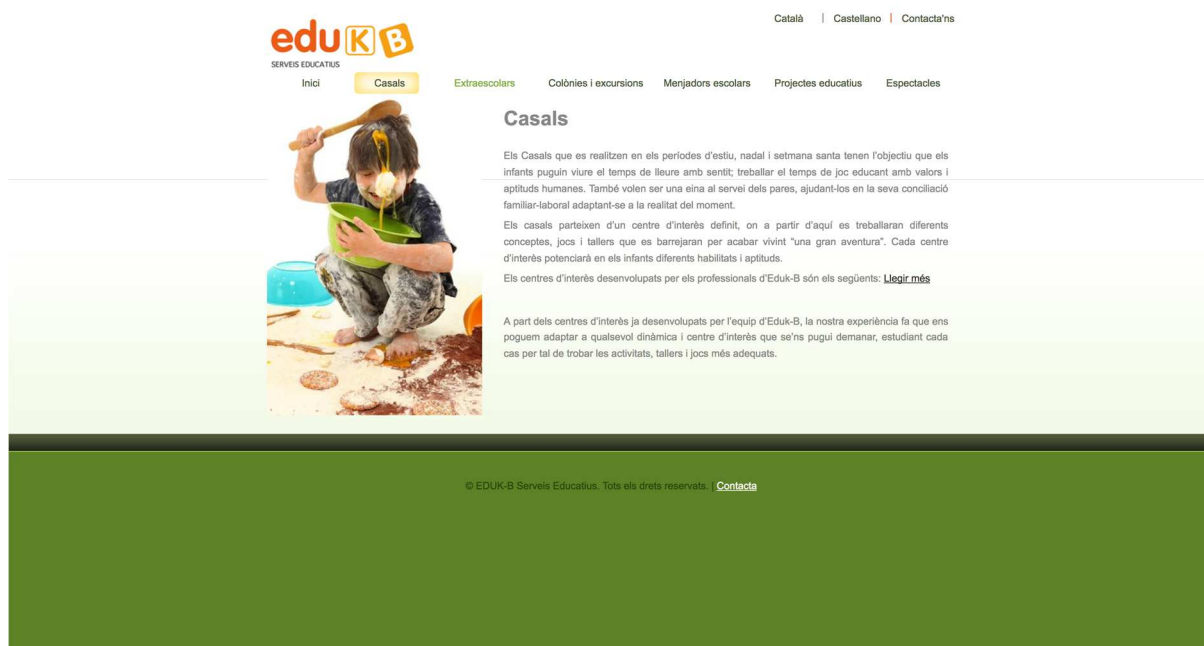 Català | Castellano | Contacta'ns
edu K B
SERVEIS EDUCATIUS
Inici Casals Extraescolars Colònies i excursions Menjadors escolars Projectes educatius Espectacles
Casals
Els Casals que es realitzen en els períodes d’estiu, nadal i setmana santa tenen l’objectiu que els
infants puguin viure el temps de lleure amb sentit; treballar el temps de joc educant amb valors i
aptituds humanes. També volen ser una eina al servei dels pares, ajudant-los en la seva conciliació
familiar-laboral adaptant-se a la realitat del moment.
Els casals parteixen d’un centre d’interès definit, on a partir d’aquí es treballaran diferents
conceptes, jocs i tallers que es barrejaran per acabar vivint “una gran aventura”. Cada centre
d’interès potenciarà en els infants diferents habilitats i aptituds.
Els centres d’interès desenvolupats per els professionals d’Eduk-B són els següents: Llegir més
A part dels centres d’interès ja desenvolupats per l’equip d’Eduk-B, la nostra experiència fa que ens
poguem adaptar a qualsevol dinàmica i centre d’interès que se’ns pugui demanar, estudiant cada
cas per tal de trobar les activitats, tallers i jocs més adequats.
© EDUK-B Serveis Educatius. Tots els drets reservats. | Contacta